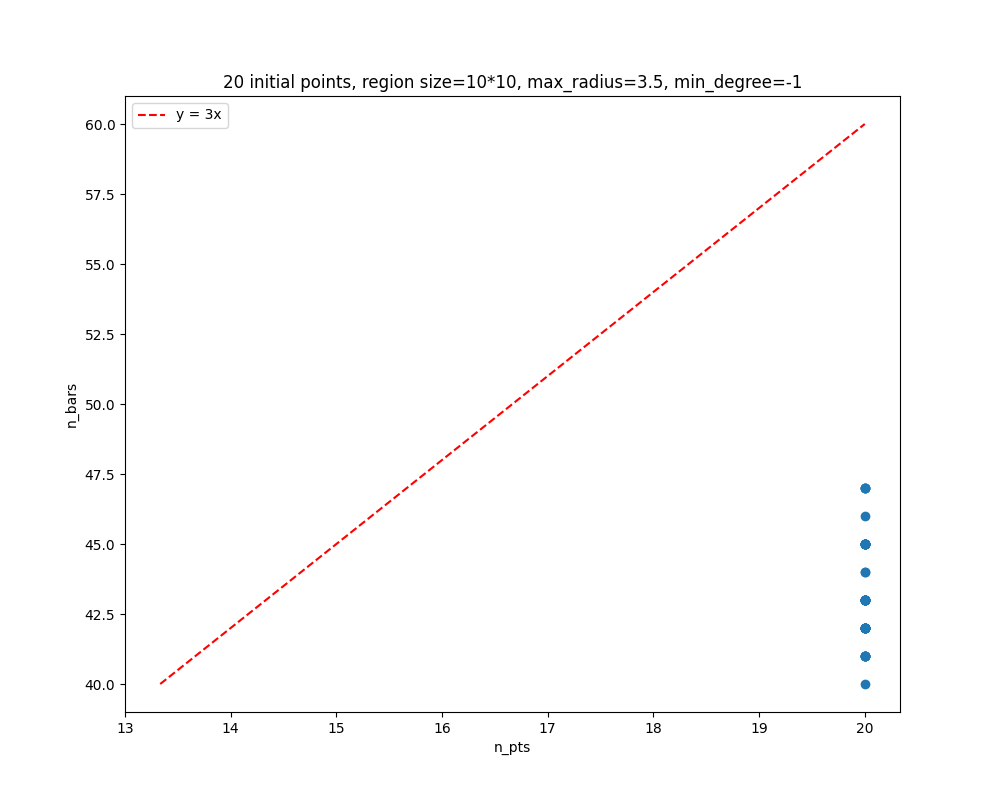 20 initial points, region size=10*10, max_radius=3.5, min_degree=-1
y = 3x
60.0
57.5
55.0
52.5
50.0
47.5
45.0
42.5
40.0
n_bars
13 14 15 16 17 18 19 20
n_pts